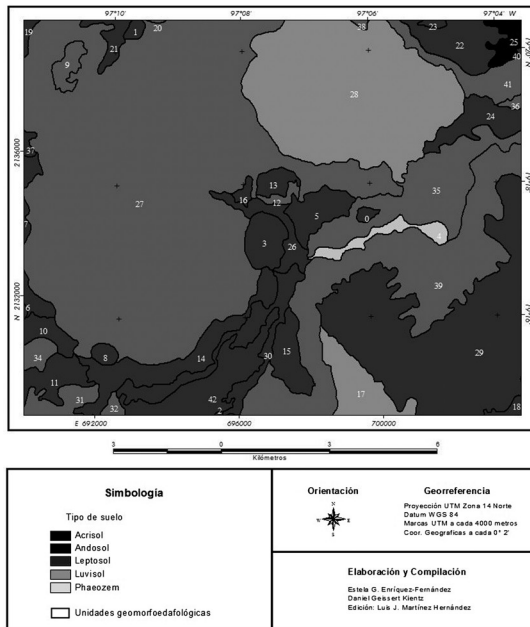 97°10' 97°08' 97°06' 97°04' W
19 1 20 38 23
21 22 25
9 40
28 41
36
24
2136000
37
13 35
16 12
27 5 0
7 3 26 4
39
N 2132000
6
10
34 8 14 30 15 29
11
31 32 42 2 17 18
E 692000 696000 700000
3 0 3 6
Kilómetros
Simbología
Tipo de suelo
Acrisol
Andosol
Leptosol
Luvisol
Phaeozem
Unidades geomorfoedafológicas
Orientación
N
W E
S
Georreferencia
Proyección UTM Zona 14 Norte
Datum WGS 84
Marcas UTM a cada 4000 metros
Coor. Geograficas a cada 0° 2'
Elaboración y Compilación
Estela G. Enríquez-Fernández
Daniel Geissert Kientz
Edición: Luis J. Martínez Hernández